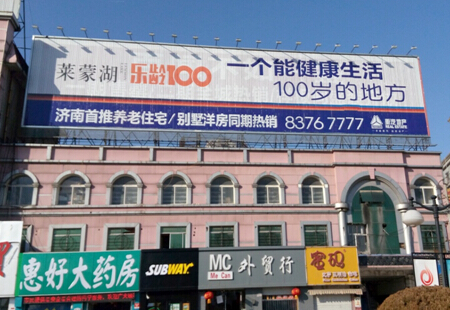 莱蒙湖 乐龄100
一个能健康生活
100岁的地方
济南首推养老住宅/别墅洋房同期热销 8376 7777
惠好大药房
SUBWAY
MC 外贸行
Me Can